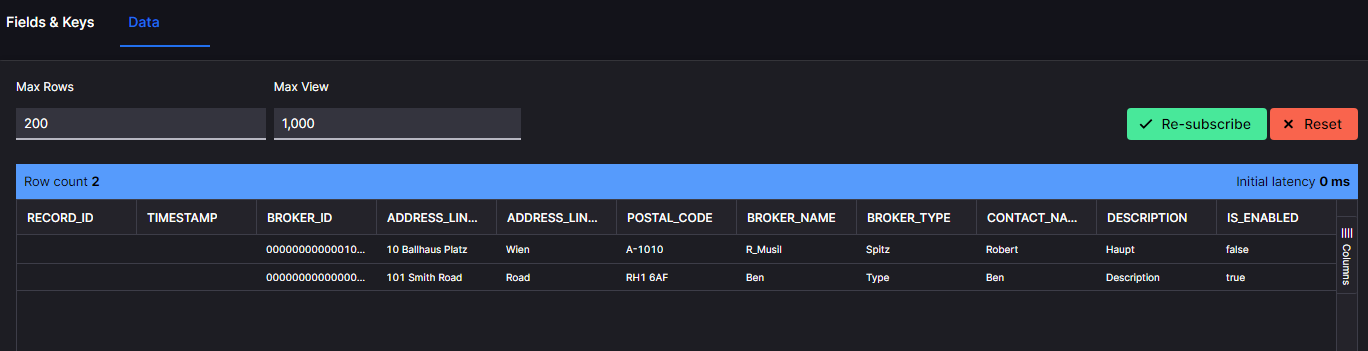 Fields & Keys Data
Max Rows Max View
200 1,000 Re-subscribe Reset
Row count 2 Initial latency 0 ms
RECORD_ID TIMESTAMP BROKER_ID ADDRESS_LIN... ADDRESS_LIN... POSTAL_CODE BROKER_NAME BROKER_TYPE CONTACT_NA... DESCRIPTION IS_ENABLED
00000000000010... 10 Ballhaus Platz Wien A-1010 R_Musil Spitz Robert Haupt false
00000000000000... 101 Smith Road Road RH1 6AF Ben Type Ben Description true
Columns